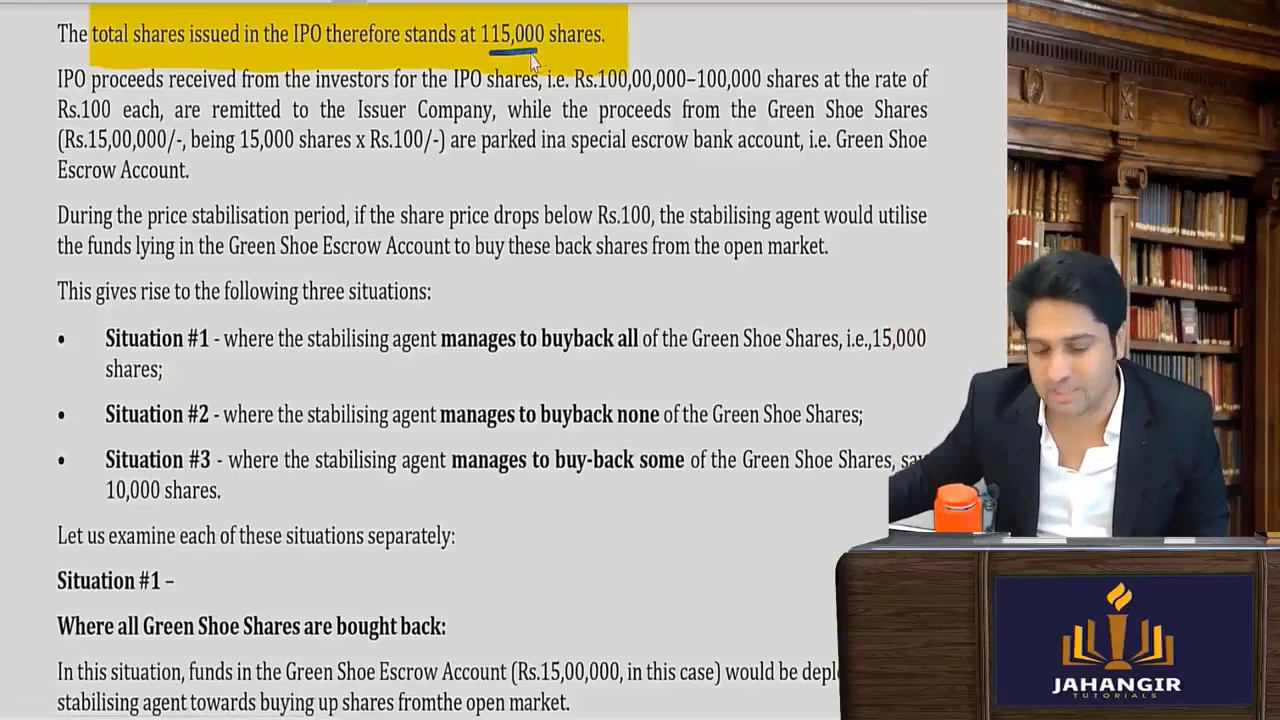 The total shares issued in the IPO therefore stands at 115,000 shares.
IPO proceeds received from the investors for the IPO shares, i.e. Rs.100,00,000–100,000 shares at the rate of
Rs.100 each, are remitted to the Issuer Company, while the proceeds from the Green Shoe Shares
(Rs.15,00,000/-, being 15,000 shares x Rs.100/-) are parked ina special escrow bank account, i.e. Green Shoe
Escrow Account.
During the price stabilisation period, if the share price drops below Rs.100, the stabilising agent would utilise
the funds lying in the Green Shoe Escrow Account to buy these back shares from the open market.
This gives rise to the following three situations:
• Situation #1 - where the stabilising agent manages to buyback all of the Green Shoe Shares, i.e.,15,000
shares;
• Situation #2 - where the stabilising agent manages to buyback none of the Green Shoe Shares;
• Situation #3 - where the stabilising agent manages to buy-back some of the Green Shoe Shares, say
10,000 shares.
Let us examine each of these situations separately:
Situation #1 –
Where all Green Shoe Shares are bought back:
In this situation, funds in the Green Shoe Escrow Account (Rs.15,00,000, in this case) would be
stabilising agent towards buying up shares fromthe open market.
JAHANGIR
TUTORIALS